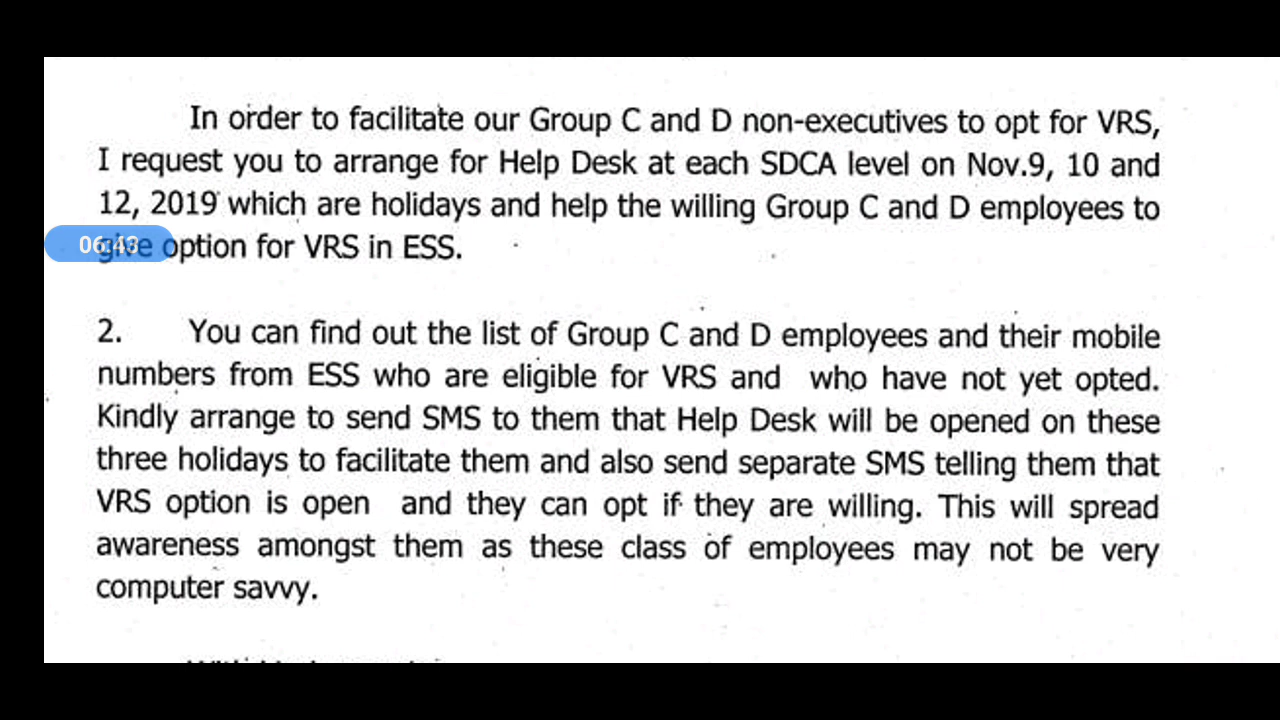 In order to facilitate our Group C and D non-executives to opt for VRS,
I request you to arrange for Help Desk at each SDCA level on Nov.9, 10 and
12, 2019 which are holidays and help the willing Group C and D employees to
06:43
give option for VRS in ESS.
2. You can find out the list of Group C and D employees and their mobile
numbers from ESS who are eligible for VRS and who have not yet opted.
Kindly arrange to send SMS to them that Help Desk will be opened on these
three holidays to facilitate them and also send separate SMS telling them that
VRS option is open and they can opt if they are willing. This will spread
awareness amongst them as these class of employees may not be very
computer savvy.